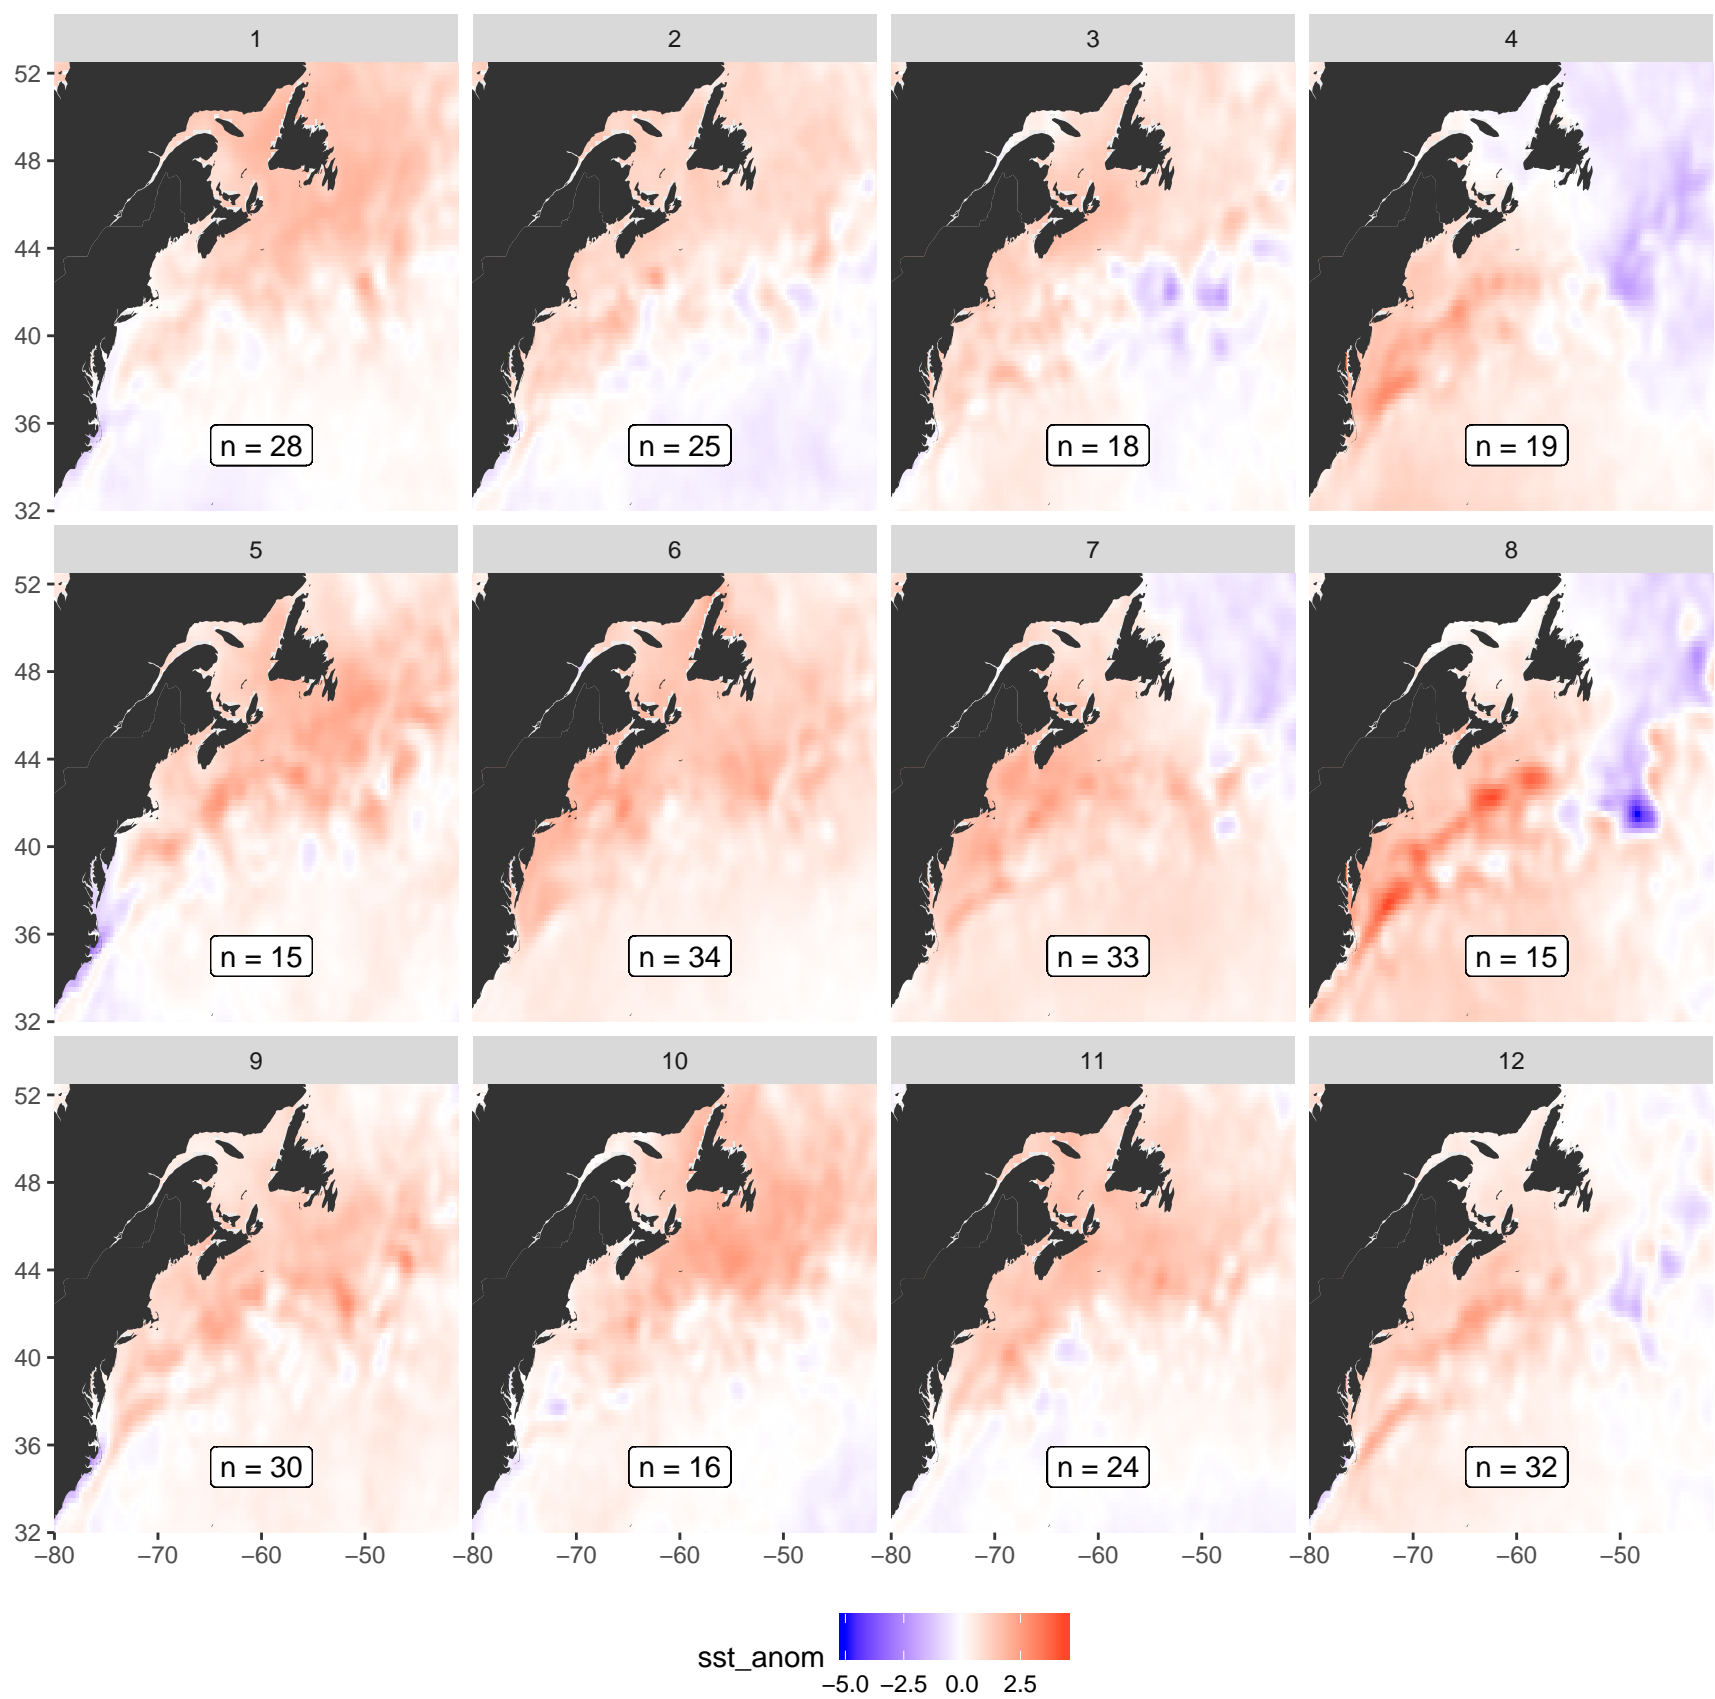 1 2 3 4
52
48
44
40
36
32
n = 28 n = 25 n = 18 n = 19
5 6 7 8
52
48
44
40
36
32
n = 15 n = 34 n = 33 n = 15
9 10 11 12
52
48
44
40
36
32
n = 30 n = 16 n = 24 n = 32
−80 −70 −60 −50 −80 −70 −60 −50 −80 −70 −60 −50 −80 −70 −60 −50
sst_anom
−5.0 −2.5 0.0 2.5